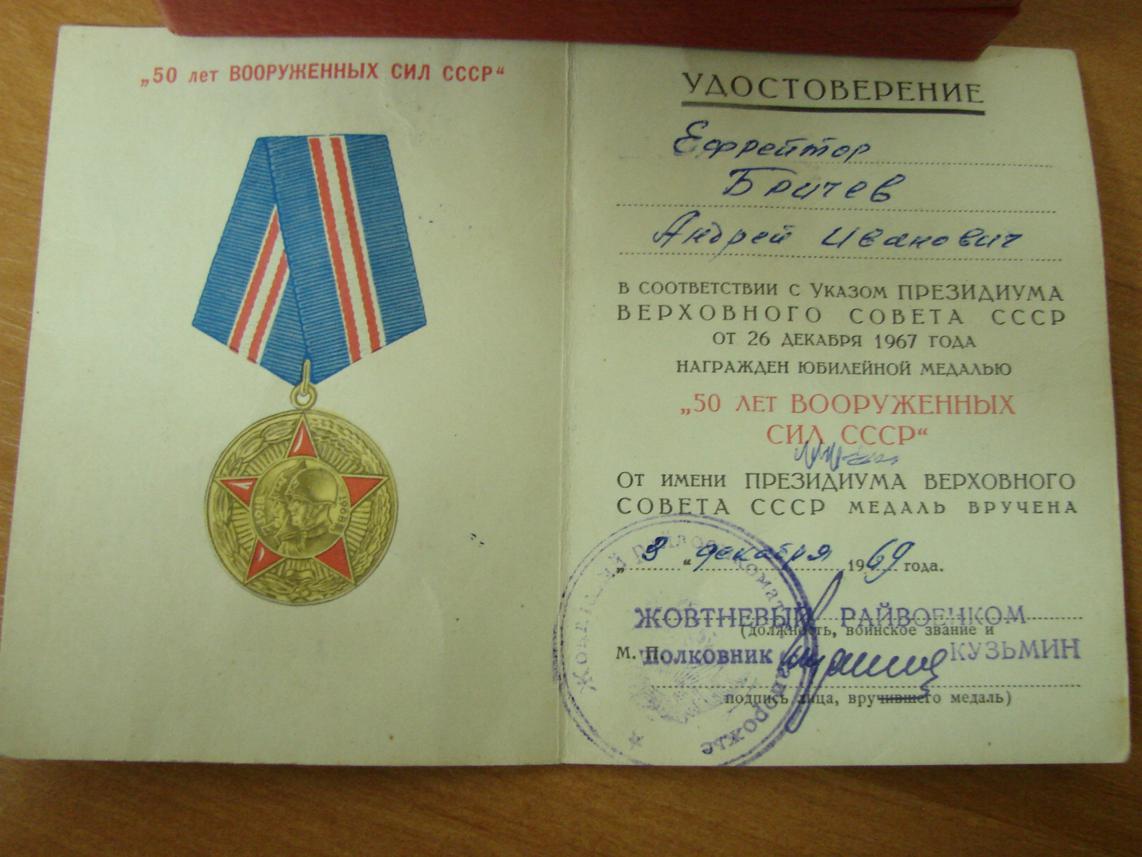 „50 лет ВООРУЖЕННЫХ СИЛ СССР“
УДОСТОВЕРЕНИЕ
Ефрейтор
Бричев
Андрей Иванович
В СООТВЕТСТВИИ С УКАЗОМ ПРЕЗИДИУМА
ВЕРХОВНОГО СОВЕТА СССР
ОТ 26 ДЕКАБРЯ 1967 ГОДА
НАГРАЖДЕН ЮБИЛЕЙНОЙ МЕДАЛЬЮ
„50 ЛЕТ ВООРУЖЕННЫХ
СИЛ СССР“
ОТ ИМЕНИ ПРЕЗИДИУМА ВЕРХОВНОГО
СОВЕТА СССР МЕДАЛЬ ВРУЧЕНА
„3“ декабря 1969 года.
ЖОВТНЕВЫЙ РАЙВОЕНКОМ
(должность, воинское звание и
М. П. Полковник КУЗЬМИН
подпись лица, вручившего медаль)